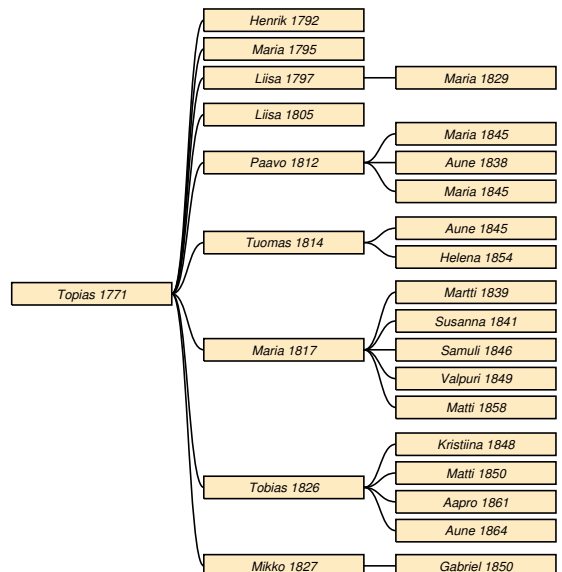 Henrik 1792
Maria 1795
Liisa 1797
Maria 1829
Liisa 1805
Maria 1845
Paavo 1812
Aune 1838
Maria 1845
Aune 1845
Tuomas 1814
Helena 1854
Topias 1771
Martti 1839
Susanna 1841
Maria 1817
Samuli 1846
Valpuri 1849
Matti 1858
Kristiina 1848
Matti 1850
Tobias 1826
Aapro 1861
Aune 1864
Mikko 1827
Gabriel 1850